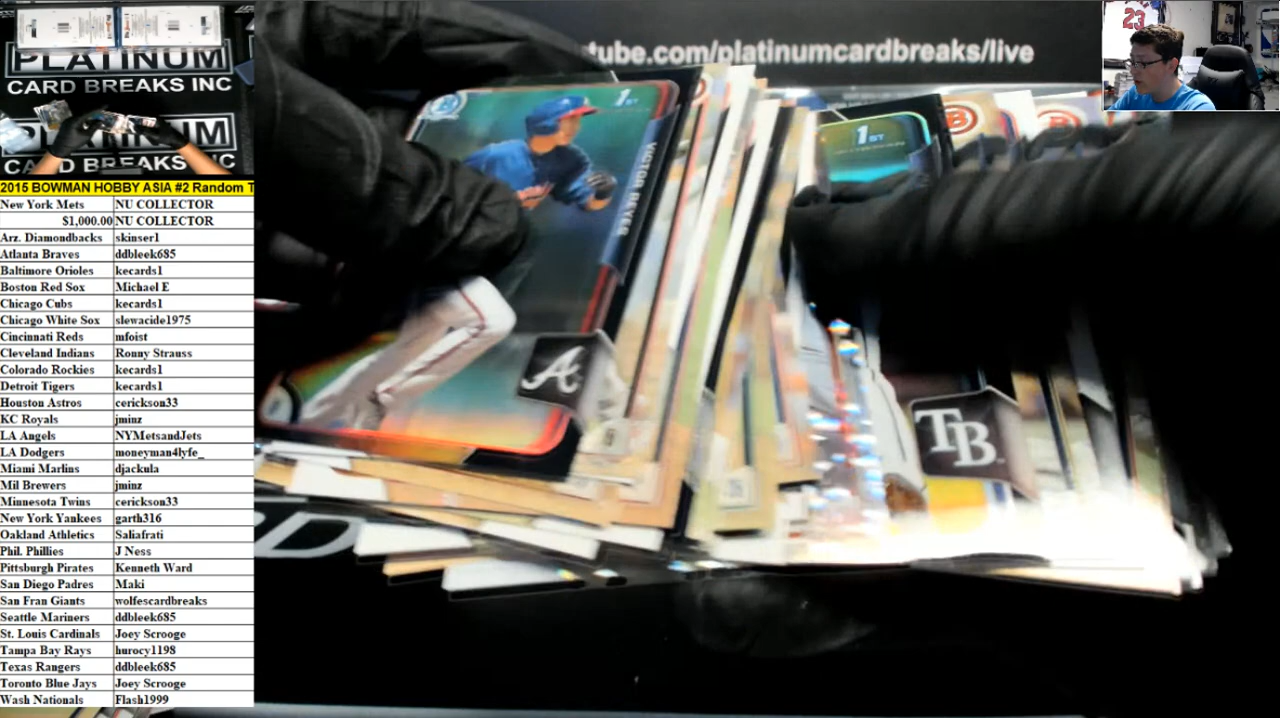 PLATINUM
CARD BREAKS INC
PLATINUM
CARD BREAKS INC
tube.com/platinumcardbreaks/live
23
1ST
VICTOR REYES
A
1ST
B
TB
2015 BOWMAN HOBBY ASIA #2 Random T
New York Mets NU COLLECTOR
$1,000.00 NU COLLECTOR
Arz. Diamondbacks skinser1
Atlanta Braves ddbleek685
Baltimore Orioles kecards1
Boston Red Sox Michael E
Chicago Cubs kecards1
Chicago White Sox slewacide1975
Cincinnati Reds mfoist
Cleveland Indians Ronny Strauss
Colorado Rockies kecards1
Detroit Tigers kecards1
Houston Astros cerickson33
KC Royals jminz
LA Angels NYMetsandJets
LA Dodgers moneyman4lyfe_
Miami Marlins djackula
Mil Brewers jminz
Minnesota Twins cerickson33
New York Yankees garth316
Oakland Athletics Saliafrati
Phil. Phillies J Ness
Pittsburgh Pirates Kenneth Ward
San Diego Padres Maki
San Fran Giants wolfescardbreaks
Seattle Mariners ddbleek685
St. Louis Cardinals Joey Scrooge
Tampa Bay Rays hurocy1198
Texas Rangers ddbleek685
Toronto Blue Jays Joey Scrooge
Wash Nationals Flash1999